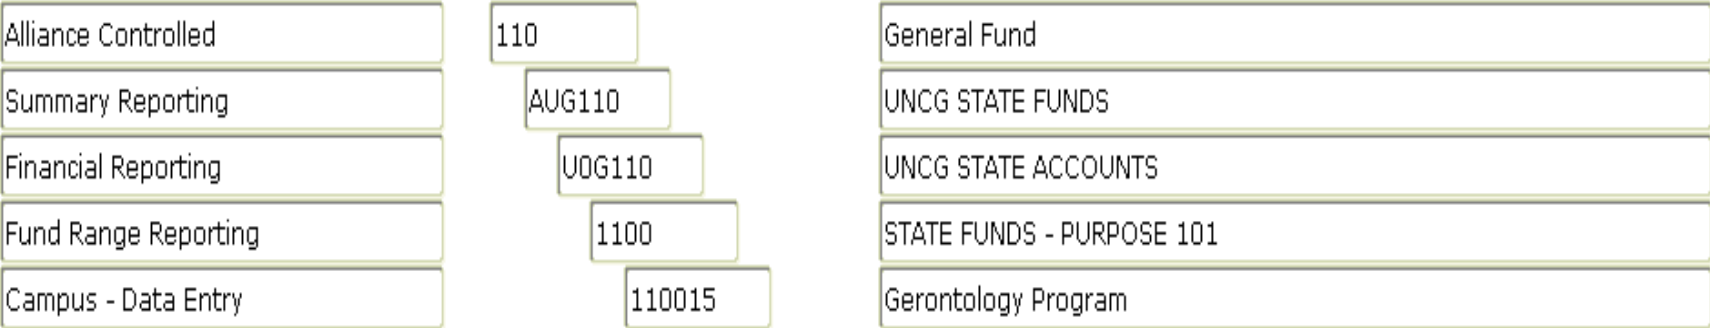 Alliance Controlled 110 General Fund
Summary Reporting AUG110 UNCG STATE FUNDS
Financial Reporting U0G110 UNCG STATE ACCOUNTS
Fund Range Reporting 1100 STATE FUNDS - PURPOSE 101
Campus - Data Entry 110015 Gerontology Program